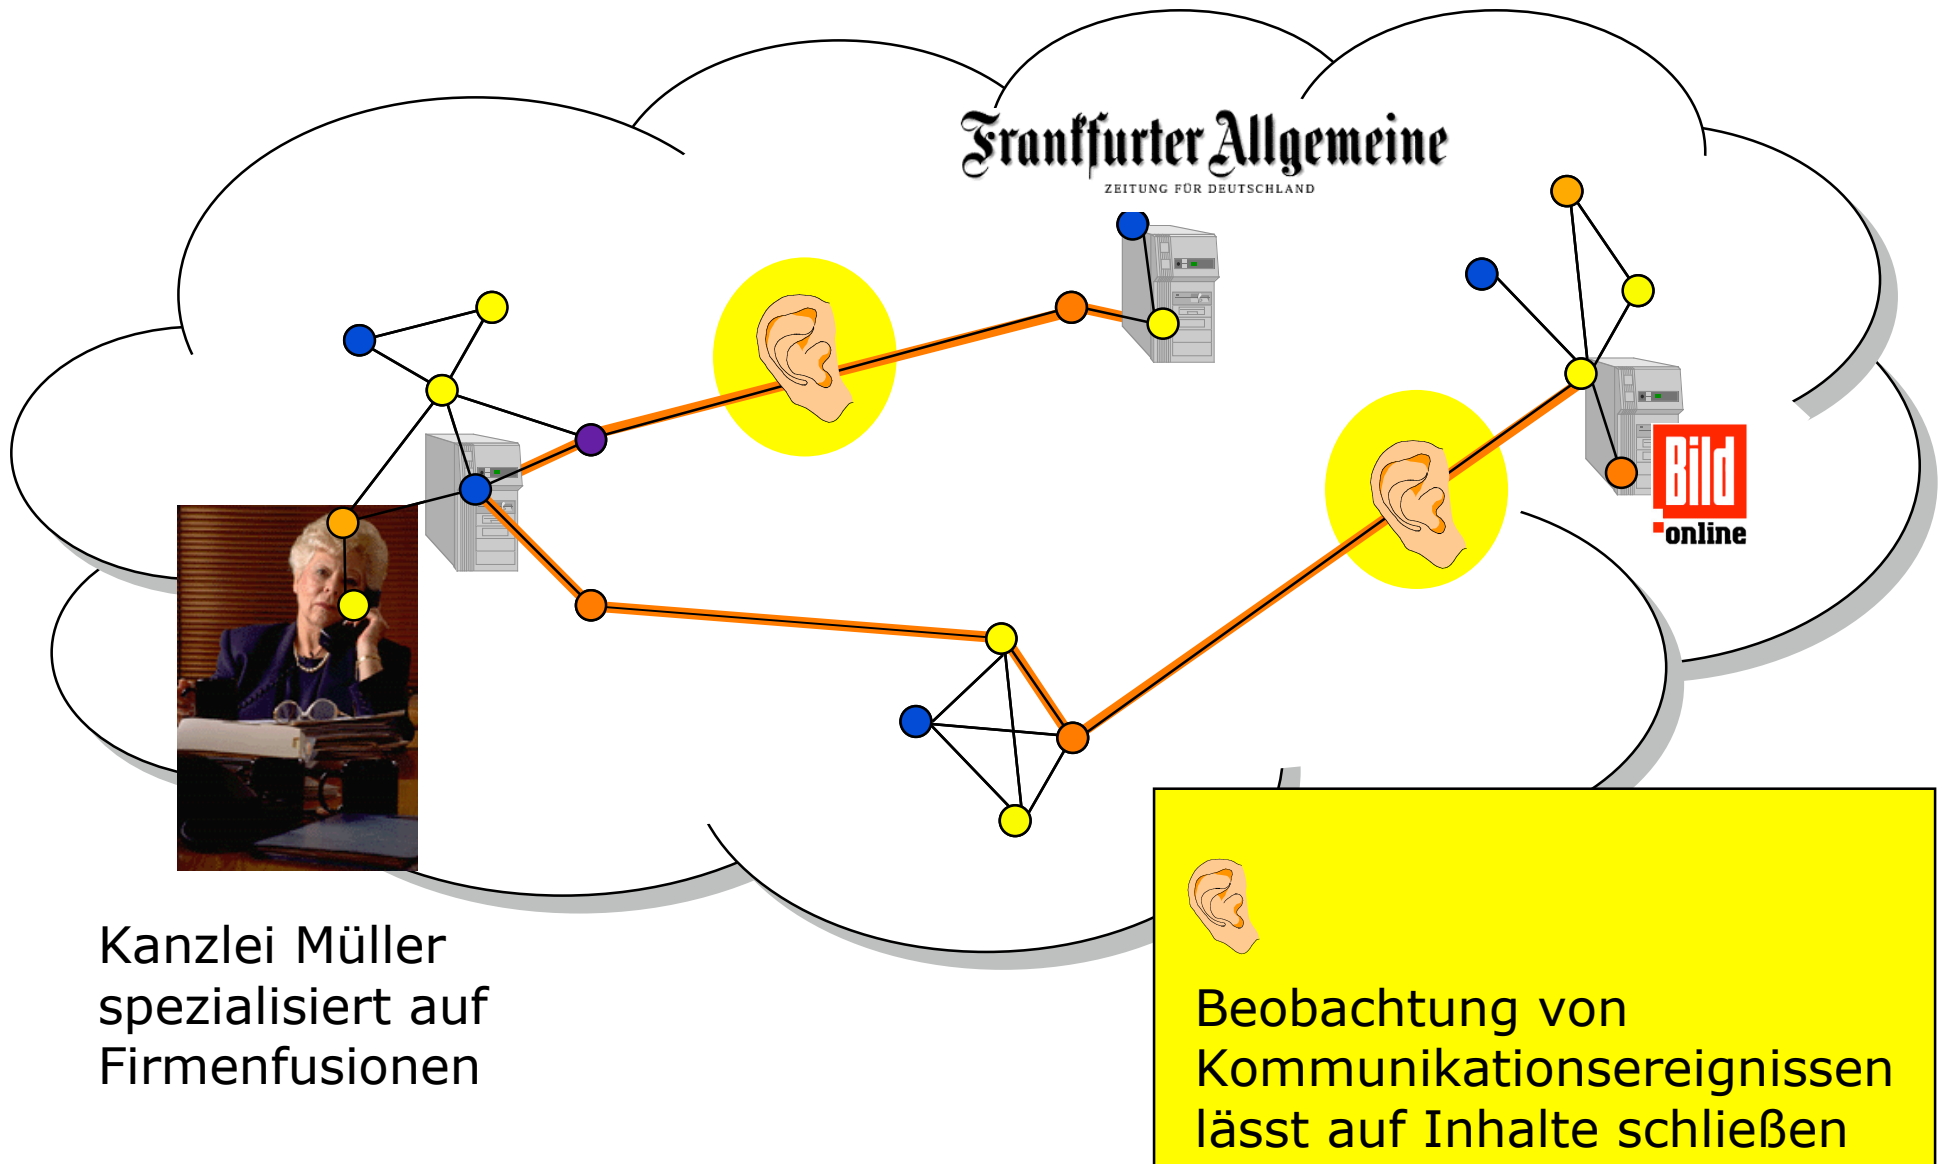 Frankfurter Allgemeine
ZEITUNG FÜR DEUTSCHLAND
Bild
online
Kanzlei Müller
spezialisiert auf
Firmenfusionen
Beobachtung von
Kommunikationsereignissen
lässt auf Inhalte schließen